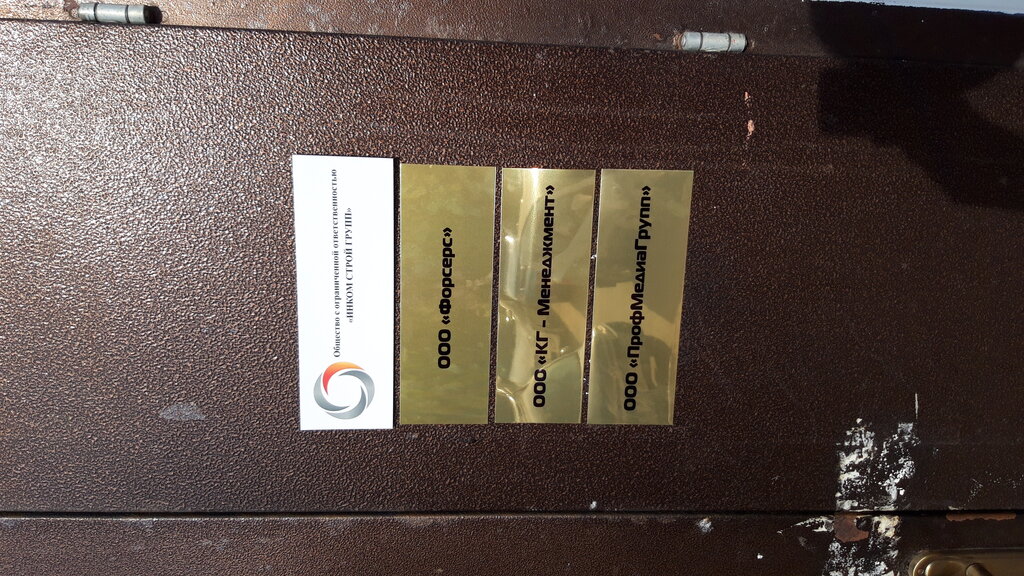 Общество с ограниченной ответственностью
«ИНКОМ СТРОЙ ГРУПП»
ООО «Форсерс»
ООО «КГ - Менеджмент»
ООО «ПрофМедиаГрупп»